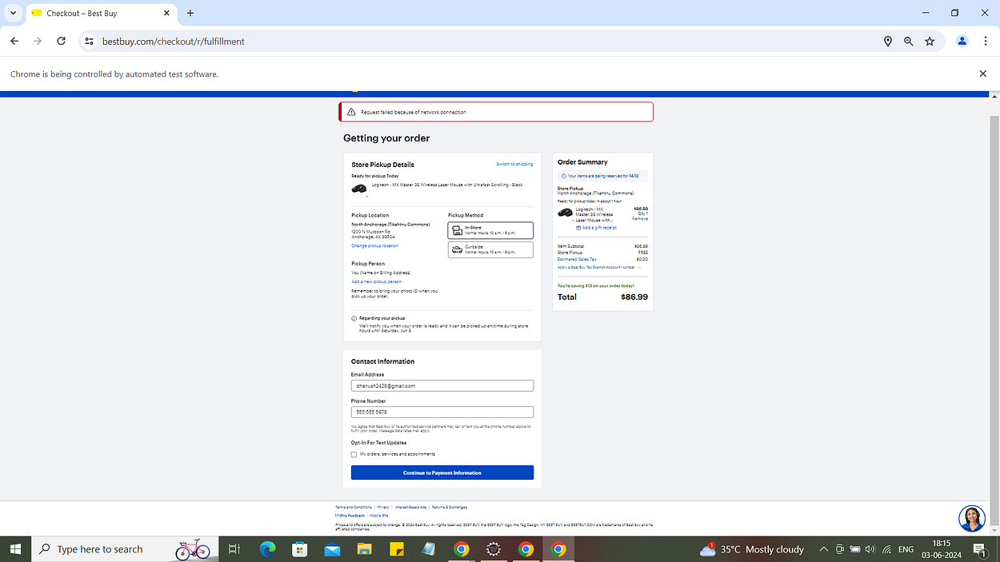 Checkout – Best Buy
bestbuy.com/checkout/r/fulfillment
Chrome is being controlled by automated test software.
Request failed because of network connection
Getting your order
Store Pickup Details
Switch to shipping
Ready for pickup Today
Logitech - MX Master 3S Wireless Laser Mouse with Ultrafast Scrolling - Black
Pickup Location
North Anchorage (Tikahtnu Commons)
1200 N Muldoon Rd
Anchorage, AK 99504
Change pickup location
Pickup Method
In-Store
Normal Hours: 10 a.m. - 8 p.m.
Curbside
Normal Hours: 10 a.m. - 8 p.m.
Pickup Person
You (Name on Billing Address)
Add a new pickup person
Remember to bring your photo ID when you
pick up your order.
Regarding your pickup
We'll notify you when your order is ready and it can be picked up anytime during store
hours until Saturday, Jun 8.
Contact Information
Email Address
dhanush2428@gmail.com
Phone Number
555 555 5678
You agree that Best Buy or its authorized service partners may call or text you at the phone number above to
fulfill your order. Message/data rates may apply.
Opt-In For Text Updates
My orders, services and appointments
Continue to Payment Information
Order Summary
Your items are being reserved for 14:13
Store Pickup
North Anchorage (Tikahtnu Commons)
Ready for pickup today in about 1 hour
Logitech - MX
Master 3S Wireless
Laser Mouse with...
$86.99
Qty 1
Remove
Add a gift receipt
Item Subtotal $86.99
Store Pickup FREE
Estimated Sales Tax $0.00
Apply a Best Buy Tax Exempt Account Number
You're saving $13 on your order today!
Total $86.99
Terms and Conditions | Privacy | Interest-Based Ads | Returns & Exchanges
Give Feedback | Mobile Site
Prices and offers are subject to change. © 2024 Best Buy. All rights reserved. BEST BUY, the BEST BUY logo, the Tag Design, MY BEST BUY, and BESTBUY.COM are trademarks of Best Buy and its
affiliated companies.
Type here to search
1
35°C Mostly cloudy
ENG
18:15
03-06-2024
1